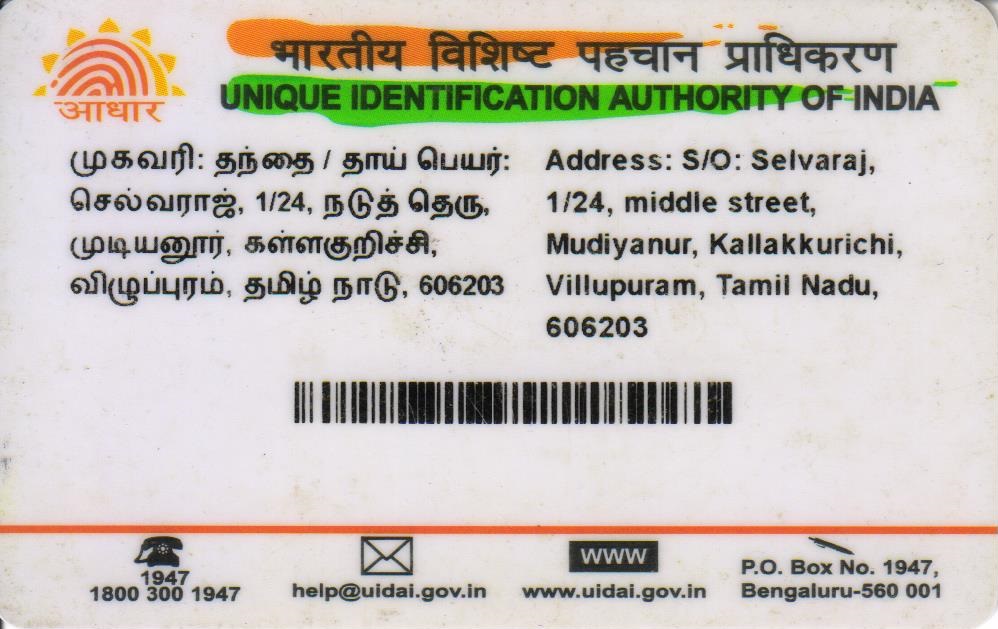 भारतीय विशिष्ट पहचान प्राधिकरण
आधार
UNIQUE IDENTIFICATION AUTHORITY OF INDIA
முகவரி: தந்தை / தாய் பெயர்:
செல்வராஜ், 1/24, நடுத் தெரு,
முடியனூர், கள்ளகுறிச்சி,
விழுப்புரம், தமிழ் நாடு, 606203
Address: S/O: Selvaraj,
1/24, middle street,
Mudiyanur, Kallakkurichi,
Villupuram, Tamil Nadu,
606203
1947
1800 300 1947
help@uidai.gov.in
www
www.uidai.gov.in
P.O. Box No. 1947,
Bengaluru-560 001